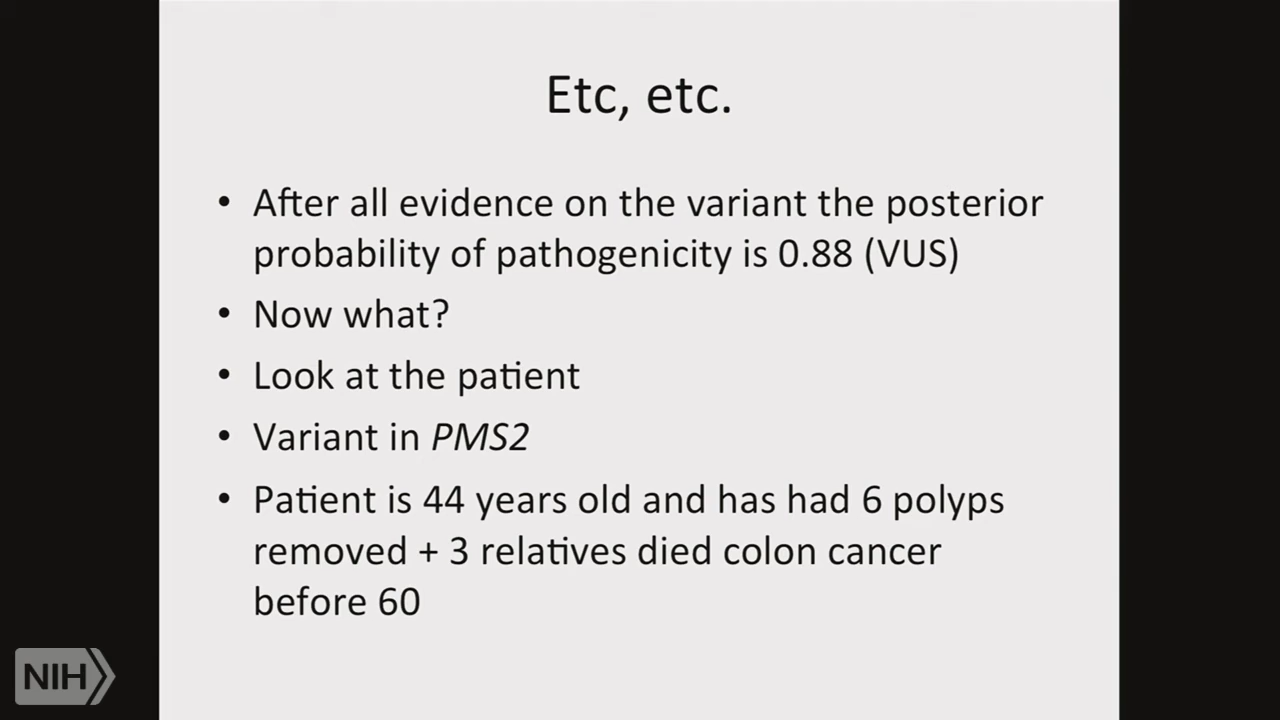 Etc, etc.
• After all evidence on the variant the posterior
probability of pathogenicity is 0.88 (VUS)
• Now what?
• Look at the patient
• Variant in PMS2
• Patient is 44 years old and has had 6 polyps
removed + 3 relatives died colon cancer
before 60
NIH